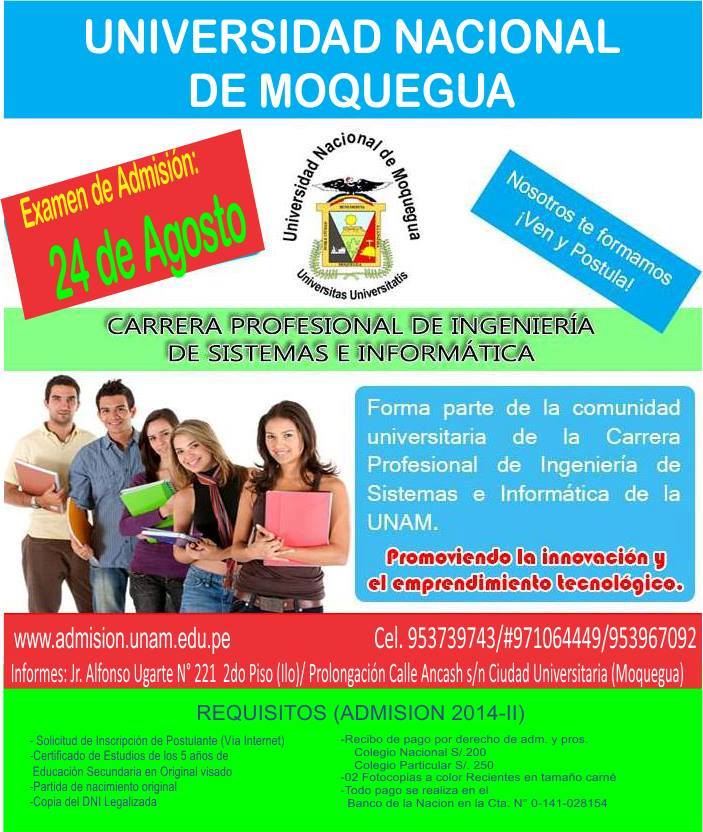 UNIVERSIDAD NACIONAL
DE MOQUEGUA
Examen de Admisión:
24 de Agosto
Universidad Nacional de Moquegua
MOQUEGUA
Universitas Universitatis
Nosotros te formamos
¡Ven y Postula!
CARRERA PROFESIONAL DE INGENIERÍA
DE SISTEMAS E INFORMÁTICA
Forma parte de la comunidad
universitaria de la Carrera
Profesional de Ingeniería de
Sistemas e Informática de la
UNAM.
Promoviendo la innovación y
el emprendimiento tecnológico.
www.admision.unam.edu.pe Cel. 953739743/#971064449/953967092
Informes: Jr. Alfonso Ugarte N° 221 2do Piso (Ilo)/ Prolongación Calle Ancash s/n Ciudad Universitaria (Moquegua)
REQUISITOS (ADMISION 2014-II)
- Solicitud de Inscripción de Postulante (Via Internet)
-Certificado de Estudios de los 5 años de
Educación Secundaria en Original visado
-Partida de nacimiento original
-Copia del DNI Legalizada
-Recibo de pago por derecho de adm. y pros.
Colegio Nacional S/.200
Colegio Particular S/. 250
-02 Fotocopias a color Recientes en tamaño carné
-Todo pago se realiza en el
Banco de la Nacion en la Cta. N° 0-141-028154